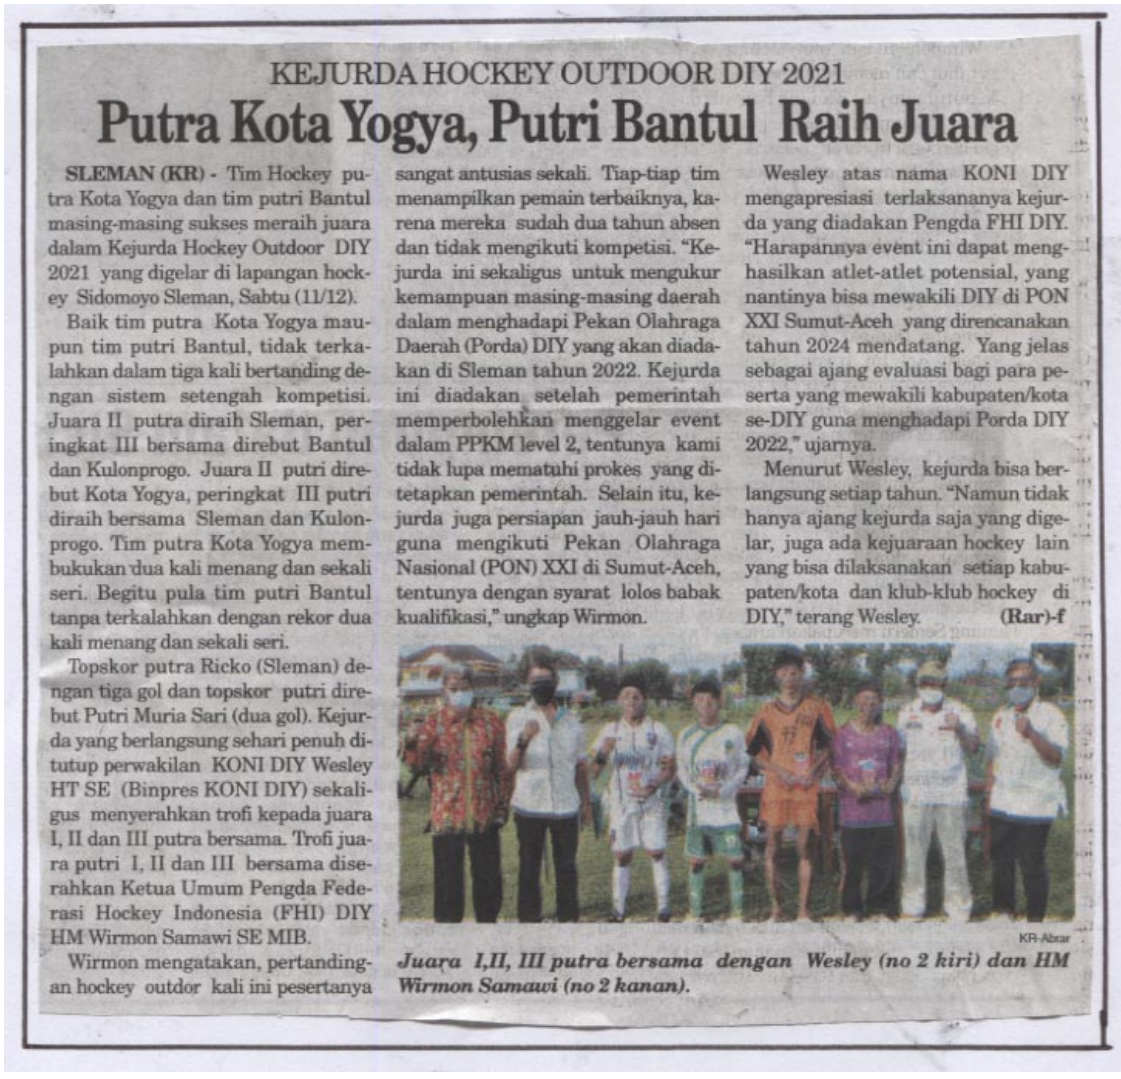 KEJURDA HOCKEY OUTDOOR DIY 2021
Putra Kota Yogya, Putri Bantul Raih Juara
SLEMAN (KR) - Tim Hockey pu-
tra Kota Yogya dan tim putri Bantul
masing-masing sukses meraih juara
dalam Kejurda Hockey Outdoor DIY
2021 yang digelar di lapangan hock-
ey Sidomoyo Sleman, Sabtu (11/12).
Baik tim putra Kota Yogya mau-
pun tim putri Bantul, tidak terka-
lahkan dalam tiga kali bertanding de-
ngan sistem setengah kompetisi.
Juara II putra diraih Sleman, per-
ingkat III bersama direbut Bantul
dan Kulonprogo. Juara II putri dire-
but Kota Yogya, peringkat III putri
diraih bersama Sleman dan Kulon-
progo. Tim putra Kota Yogya mem-
bukukan dua kali menang dan sekali
seri. Begitu pula tim putri Bantul
tanpa terkalahkan dengan rekor dua
kali menang dan sekali seri.
Topskor putra Ricko (Sleman) de-
ngan tiga gol dan topskor putri dire-
but Putri Muria Sari (dua gol). Kejur-
da yang berlangsung sehari penuh di-
tutup perwakilan KONI DIY Wesley
HT SE (Binpres KONI DIY) sekali-
gus menyerahkan trofi kepada juara
I, II dan III putra bersama. Trofi jua-
ra putri I, II dan III bersama dise-
rahkan Ketua Umum Pengda Fede-
rasi Hockey Indonesia (FHI) DIY
HM Wirmon Samawi SE MIB.
Wirmon mengatakan, pertanding-
an hockey outdor kali ini pesertanya
sangat antusias sekali. Tiap-tiap tim
menampilkan pemain terbaiknya, ka-
rena mereka sudah dua tahun absen
dan tidak mengikuti kompetisi. "Ke-
jurda ini sekaligus untuk mengukur
kemampuan masing-masing daerah
dalam menghadapi Pekan Olahraga
Daerah (Porda) DIY yang akan diada-
kan di Sleman tahun 2022. Kejurda
ini diadakan setelah pemerintah
memperbolehkan menggelar event
dalam PPKM level 2, tentunya kami
tidak lupa mematuhi prokes yang di-
tetapkan pemerintah. Selain itu, ke-
jurda juga persiapan jauh-jauh hari
guna mengikuti Pekan Olahraga
Nasional (PON) XXI di Sumut-Aceh,
tentunya dengan syarat lolos babak
kualifikasi," ungkap Wirmon.
Wesley atas nama KONI DIY
mengapresiasi terlaksananya kejur-
da yang diadakan Pengda FHI DIY.
"Harapannya event ini dapat meng-
hasilkan atlet-atlet potensial, yang
nantinya bisa mewakili DIY di PON
XXI Sumut-Aceh yang direncanakan
tahun 2024 mendatang. Yang jelas
sebagai ajang evaluasi bagi para pe-
serta yang mewakili kabupaten/kota
se-DIY guna menghadapi Porda DIY
2022," ujarnya.
Menurut Wesley, kejurda bisa ber-
langsung setiap tahun. "Namun tidak
hanya ajang kejurda saja yang dige-
lar, juga ada kejuaraan hockey lain
yang bisa dilaksanakan setiap kabu-
paten/kota dan klub-klub hockey di
DIY," terang Wesley. (Rar)-f
KR-Abrar
Juara I,II, III putra bersama dengan Wesley (no 2 kiri) dan HM
Wirmon Samawi (no 2 kanan).